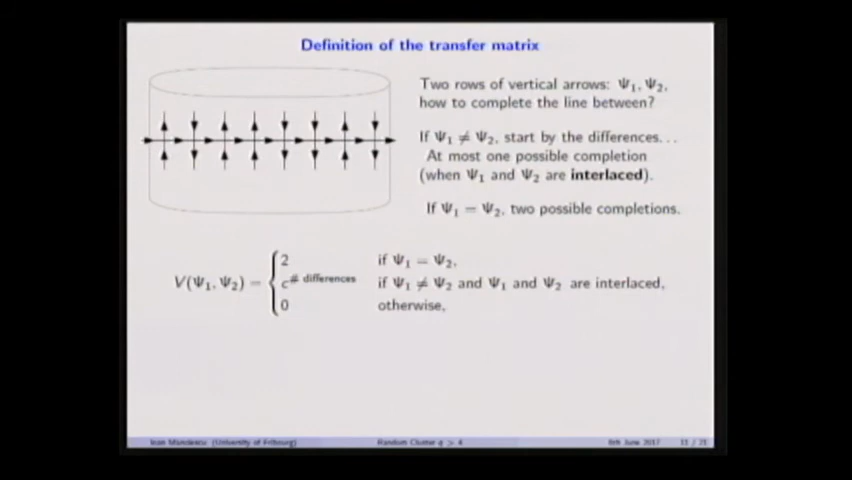 Definition of the transfer matrix
Two rows of vertical arrows: Ψ₁, Ψ₂,
how to complete the line between?
If Ψ₁ ≠ Ψ₂, start by the differences...
At most one possible completion
(when Ψ₁ and Ψ₂ are interlaced).
If Ψ₁ = Ψ₂, two possible completions.
V(Ψ₁, Ψ₂) = { 2 if Ψ₁ = Ψ₂,
c^# differences if Ψ₁ ≠ Ψ₂ and Ψ₁ and Ψ₂ are interlaced,
0 otherwise,
Ioan Manolescu (University of Fribourg) Random Cluster q > 4 6th June 2017 11 / 21